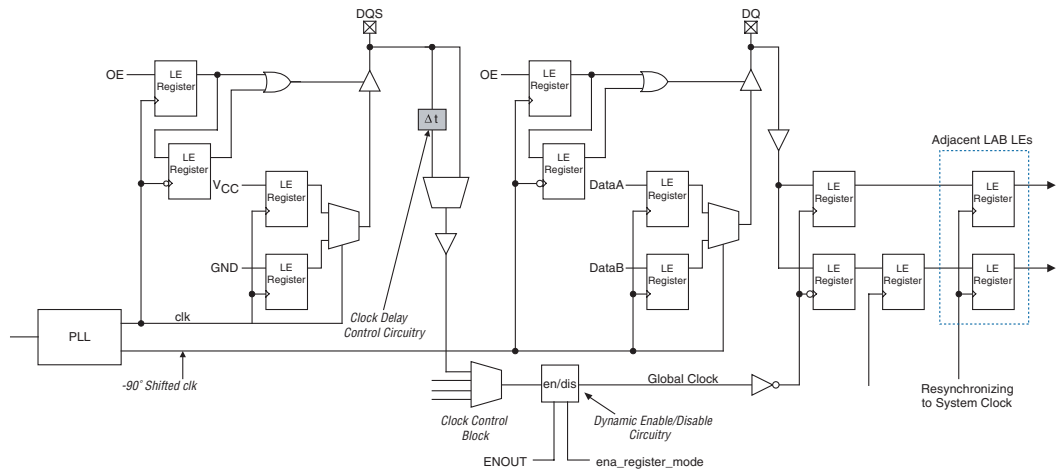 DQS
DQ
OE
LE
Register
LE
Register
VCC
LE
Register
GND
LE
Register
Δ t
Clock Delay
Control Circuitry
PLL
clk
-90˚ Shifted clk
OE
LE
Register
LE
Register
DataA
LE
Register
DataB
LE
Register
Adjacent LAB LEs
LE
Register
LE
Register
LE
Register
LE
Register
LE
Register
Clock Control
Block
en/dis
Global Clock
Dynamic Enable/Disable
Circuitry
ENOUT
ena_register_mode
Resynchronizing
to System Clock